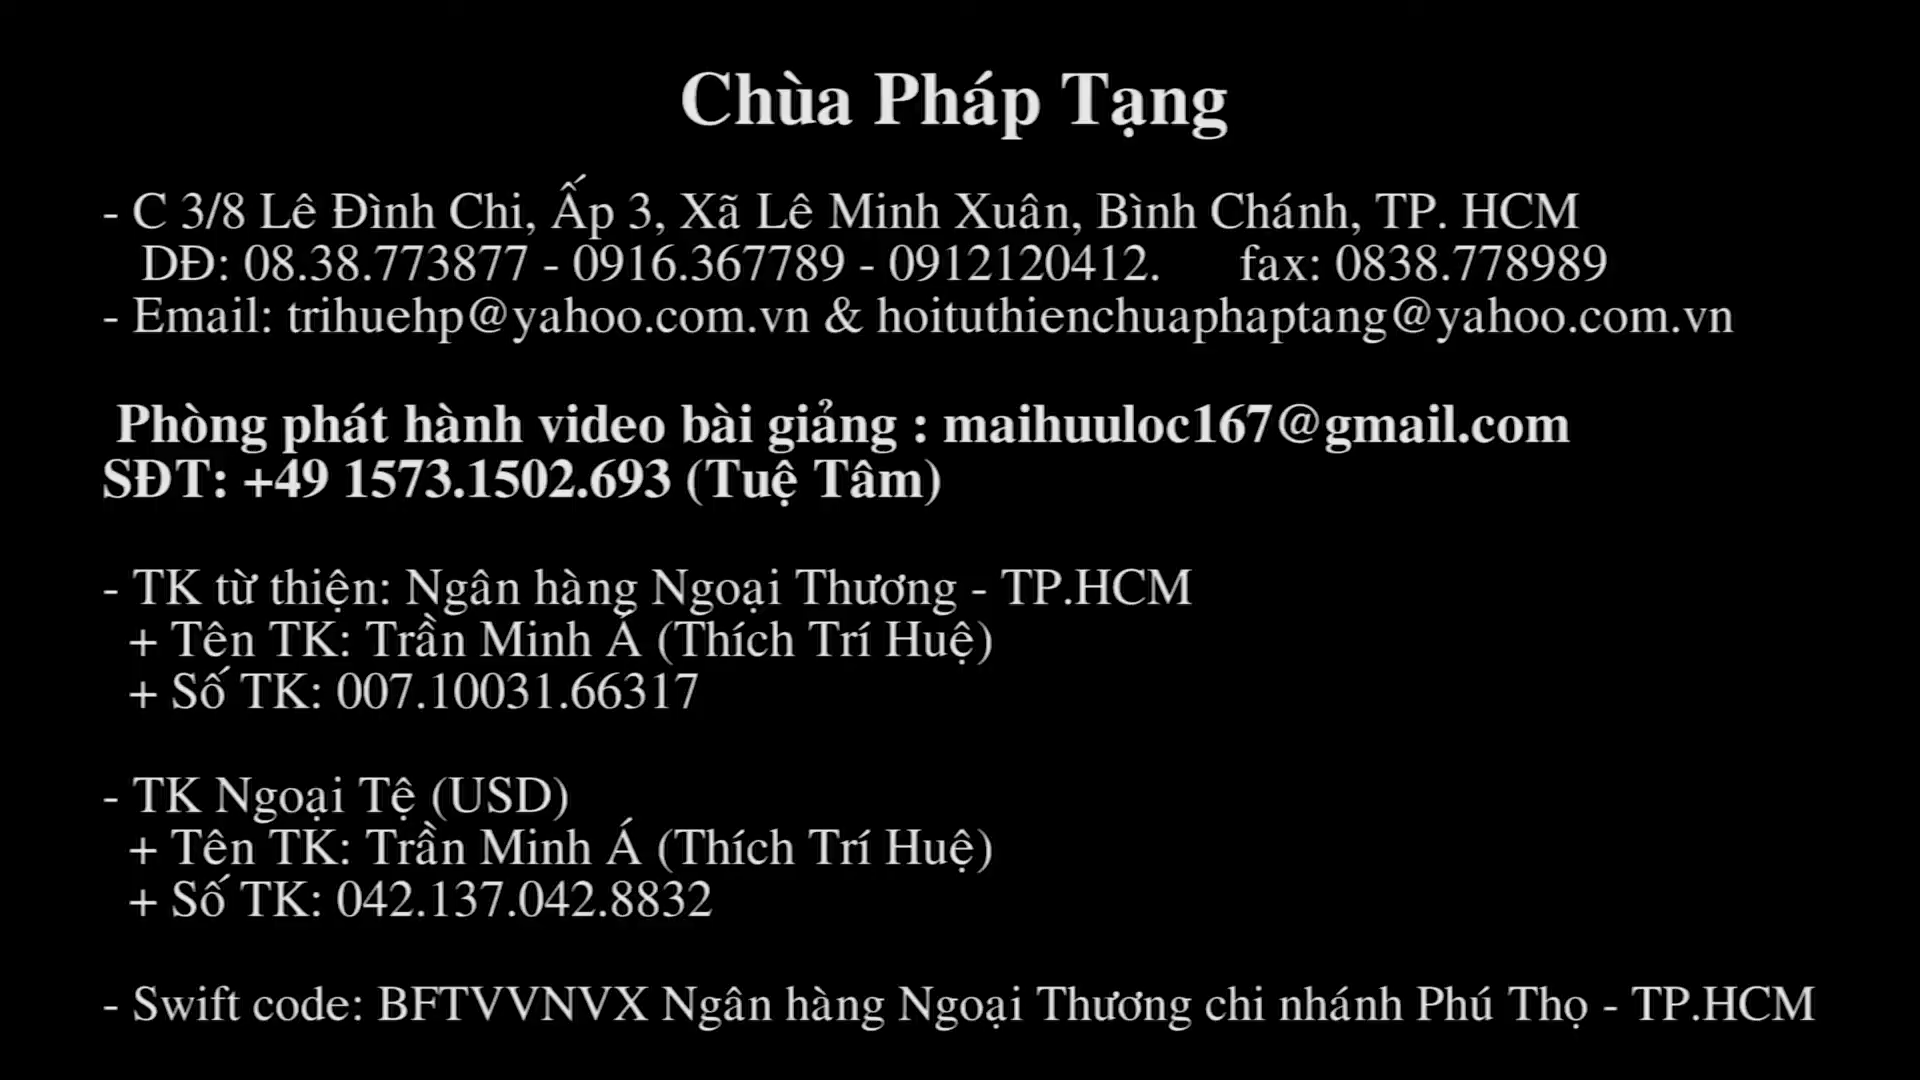 Chùa Pháp Tạng
- C 3/8 Lê Đình Chi, Ấp 3, Xã Lê Minh Xuân, Bình Chánh, TP. HCM
DĐ: 08.38.773877 - 0916.367789 - 0912120412. fax: 0838.778989
- Email: trihuehp@yahoo.com.vn & hoituthienchuaphaptang@yahoo.com.vn
Phòng phát hành video bài giảng : maihuuloc167@gmail.com
SĐT: +49 1573.1502.693 (Tuệ Tâm)
- TK từ thiện: Ngân hàng Ngoại Thương - TP.HCM
+ Tên TK: Trần Minh Á (Thích Trí Huệ)
+ Số TK: 007.10031.66317
- TK Ngoại Tệ (USD)
+ Tên TK: Trần Minh Á (Thích Trí Huệ)
+ Số TK: 042.137.042.8832
- Swift code: BFTVVNVX Ngân hàng Ngoại Thương chi nhánh Phú Thọ - TP.HCM